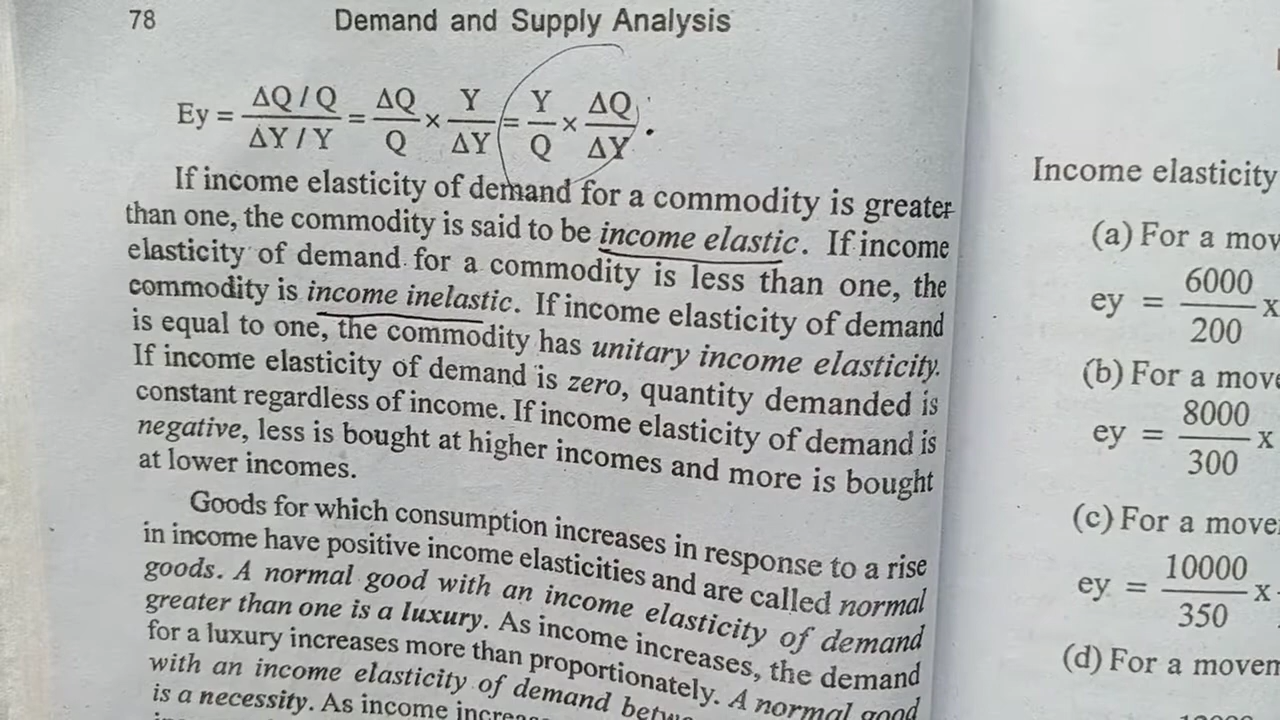 78 Demand and Supply Analysis
Ey = ΔQ / Q / ΔY / Y = ΔQ / Q × Y / ΔY = Y / Q × ΔQ / ΔY .
If income elasticity of demand for a commodity is greater
than one, the commodity is said to be income elastic. If income
elasticity of demand for a commodity is less than one, the
commodity is income inelastic. If income elasticity of demand
is equal to one, the commodity has unitary income elasticity.
If income elasticity of demand is zero, quantity demanded is
constant regardless of income. If income elasticity of demand is
negative, less is bought at higher incomes and more is bought
at lower incomes.
Goods for which consumption increases in response to a rise
in income have positive income elasticities and are called normal
goods. A normal good with an income elasticity of demand
greater than one is a luxury. As income increases, the demand
for a luxury increases more than proportionately. A normal good
with an income elasticity of demand
is a necessity. As income
Income elasticity
(a) For a
ey = 6000 / 200 x
(b) For a
ey = 8000 / 300 x
(c) For a
ey = 10000 / 350 x
(d) For a